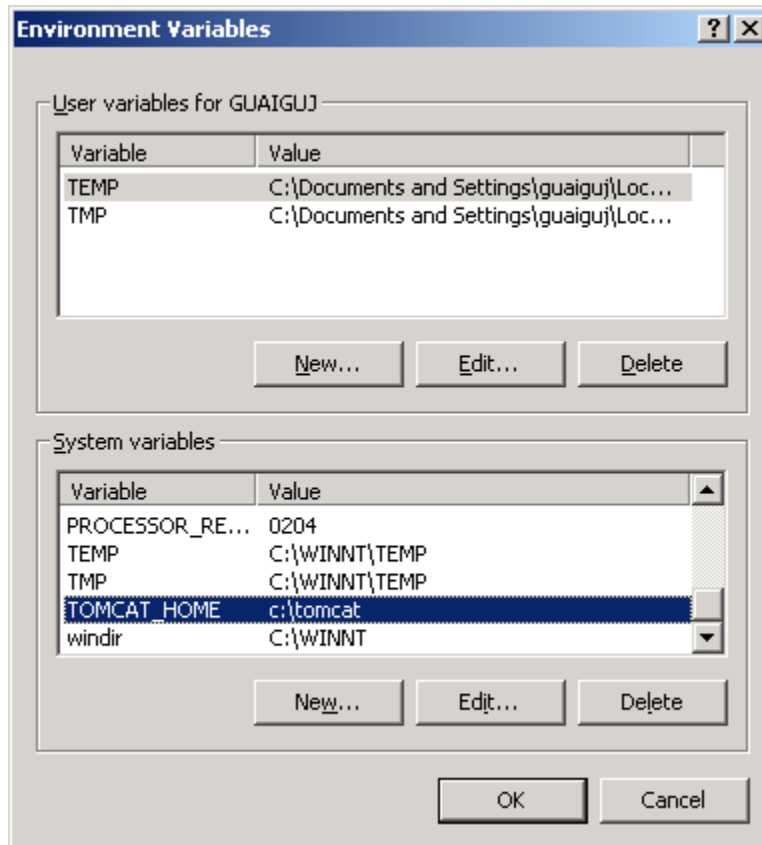 Environment Variables
User variables for GUAIGUJ
Variable Value
TEMP C:\Documents and Settings\guaiguj\Loc...
TMP C:\Documents and Settings\guaiguj\Loc...
New... Edit... Delete
System variables
Variable Value
PROCESSOR_RE... 0204
TEMP C:\WINNT\TEMP
TMP C:\WINNT\TEMP
TOMCAT_HOME c:\tomcat
windir C:\WINNT
New... Edit... Delete
OK Cancel